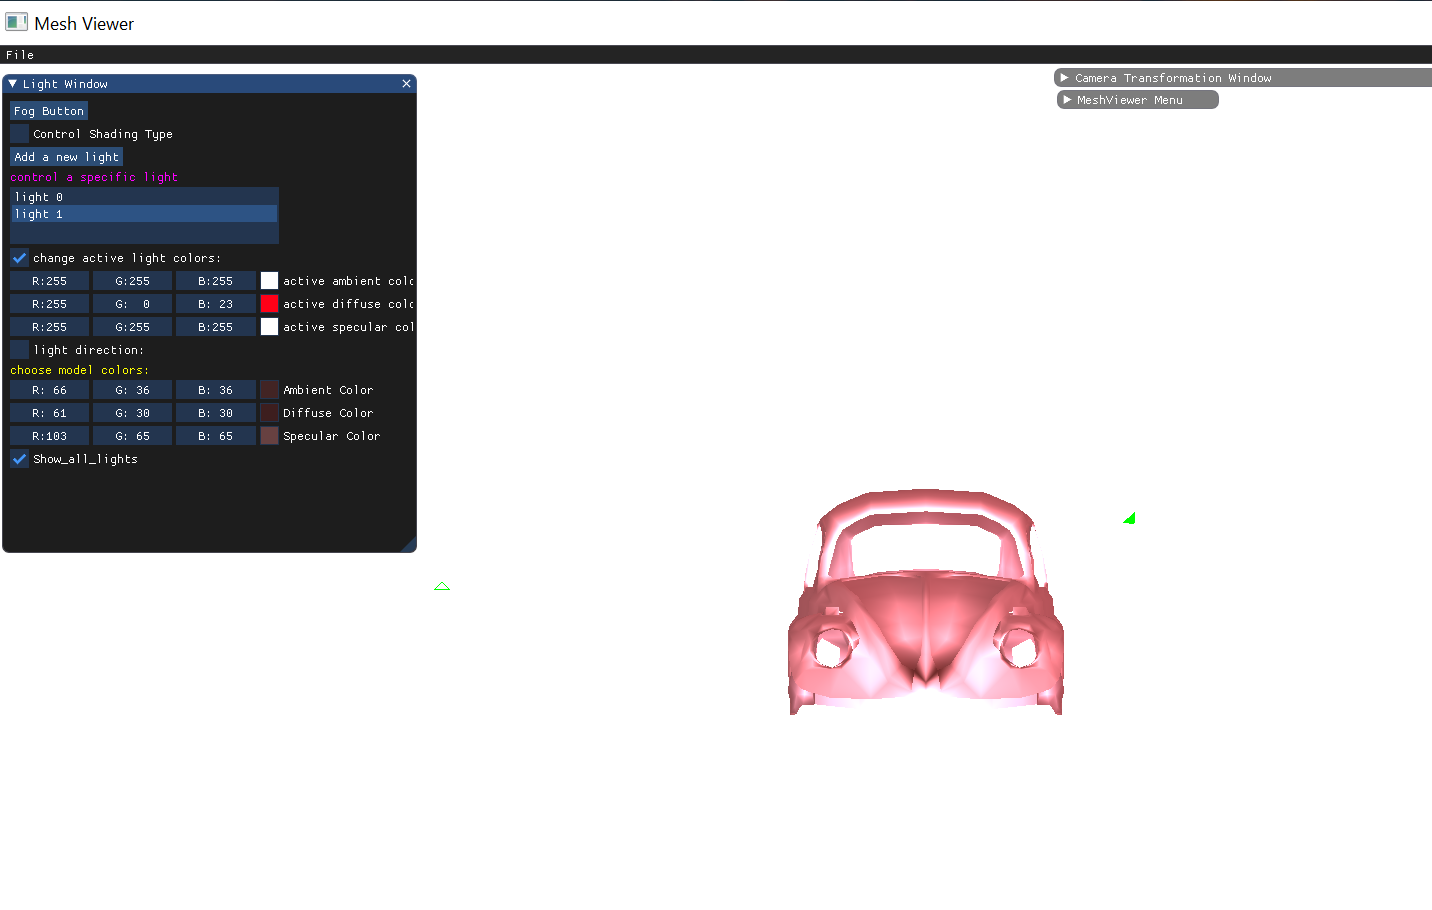 Mesh Viewer
File
Light Window
Fog Button
Control Shading Type
Add a new light
control a specific light
light 0
light 1
change active light colors:
R:255 G:255 B:255 active ambient colo
R:255 G: 0 B: 23 active diffuse colo
R:255 G:255 B:255 active specular col
light direction:
choose model colors:
R: 66 G: 36 B: 36 Ambient Color
R: 61 G: 30 B: 30 Diffuse Color
R:103 G: 65 B: 65 Specular Color
Show_all_lights
Camera Transformation Window
MeshViewer Menu